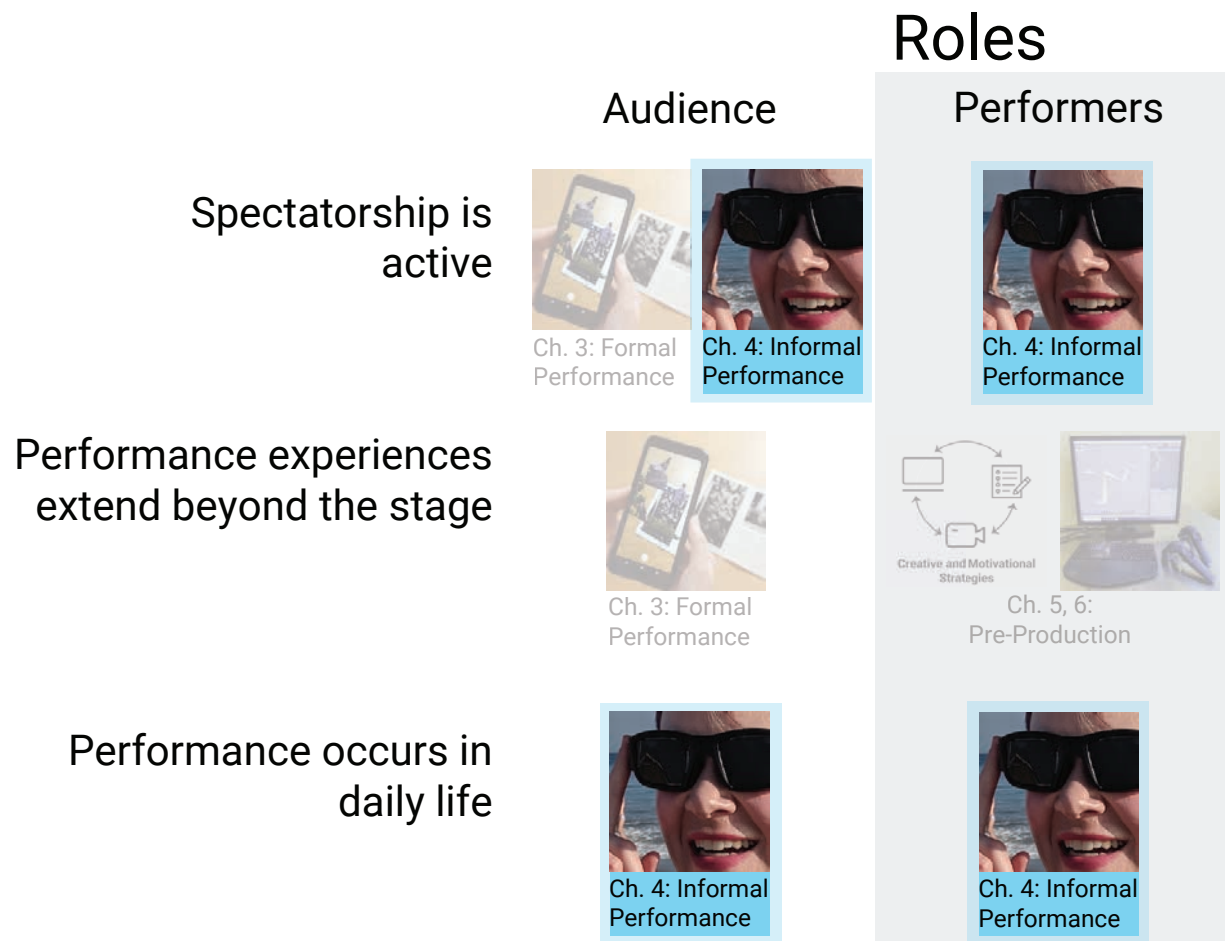 Roles
Audience
Performers
Spectatorship is
active
Ch. 3: Formal
Performance
Ch. 4: Informal
Performance
Ch. 4: Informal
Performance
Performance experiences
extend beyond the stage
Ch. 3: Formal
Performance
Creative and Motivational
Strategies
Ch. 5, 6:
Pre-Production
Performance occurs in
daily life
Ch. 4: Informal
Performance
Ch. 4: Informal
Performance